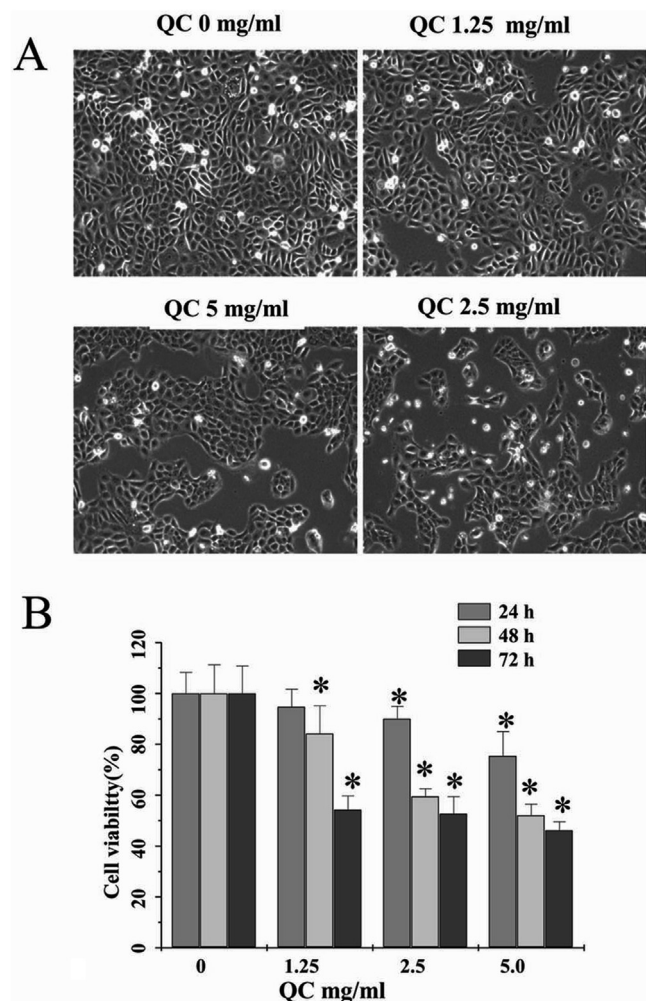 QC 0 mg/ml
QC 1.25 mg/ml
A
QC 5 mg/ml
QC 2.5 mg/ml
B
24 h
48 h
72 h
120
100
80
60
40
20
0
Cell viabiltty(%)
0
1.25
2.5
5.0
QC mg/ml
* * * * * * * *